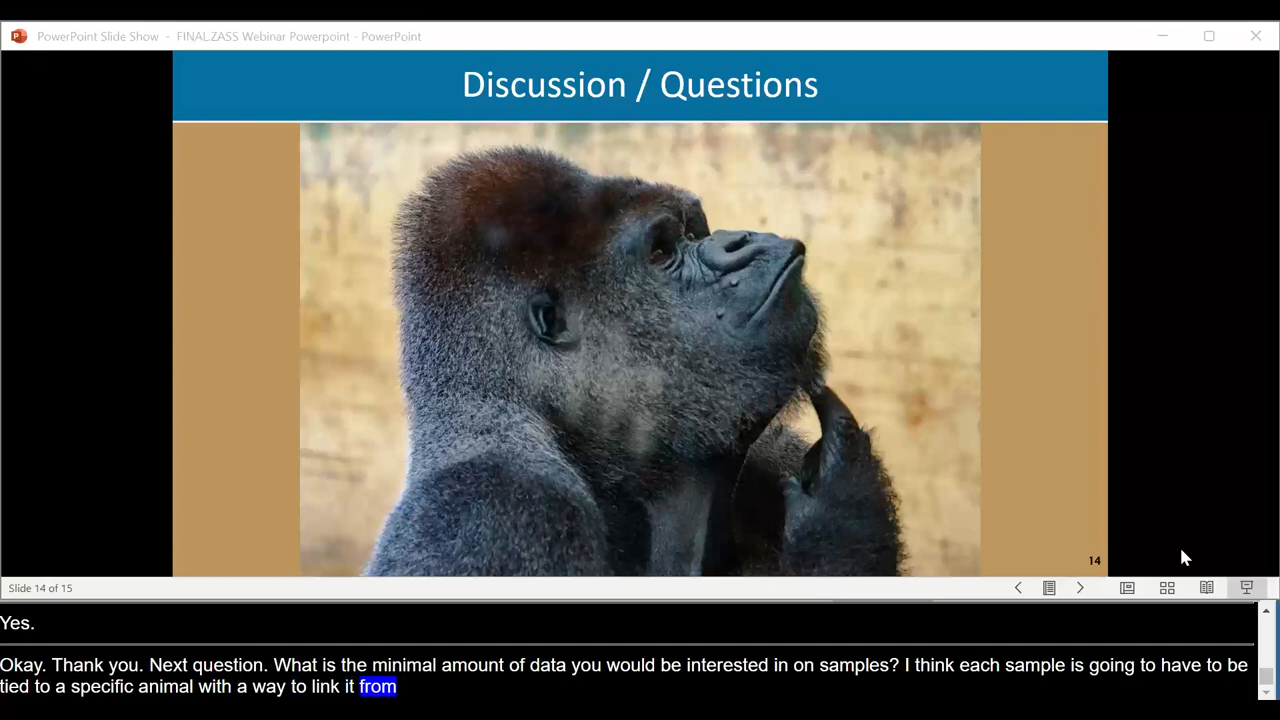 PowerPoint Slide Show - FINAL.ZASS Webinar Powerpoint - PowerPoint
Discussion / Questions
14
Slide 14 of 15
Yes.
Okay. Thank you. Next question. What is the minimal amount of data you would be interested in on samples? I think each sample is going to have to be
tied to a specific animal with a way to link it from